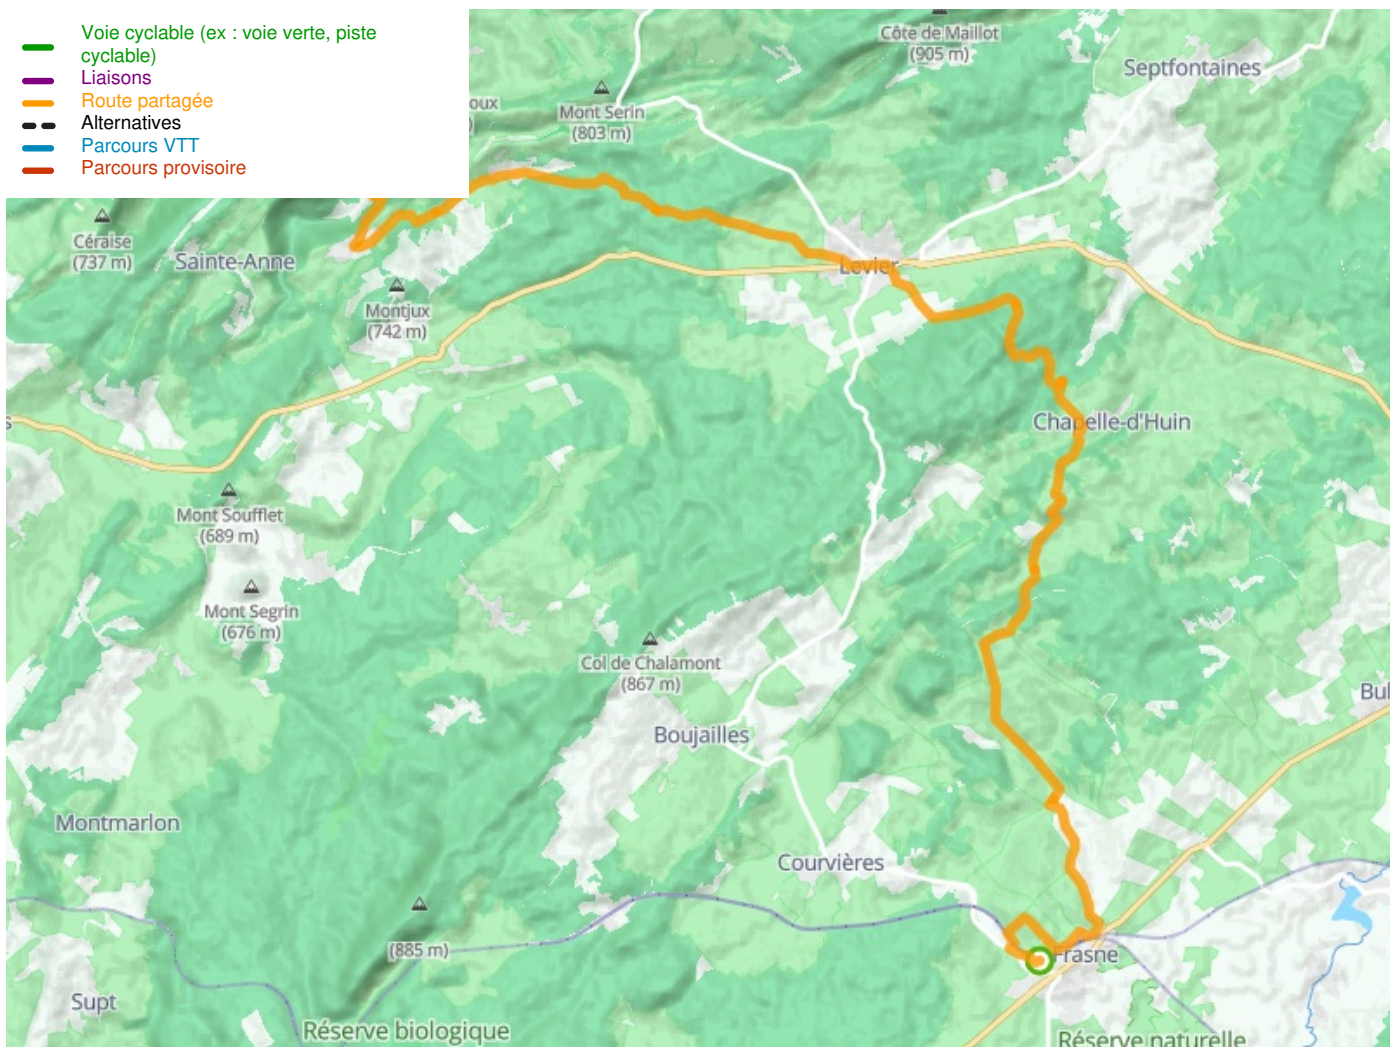 Voie cyclable (ex : voie verte, piste
cyclable)
Liaisons
Route partagée
Alternatives
Parcours VTT
Parcours provisoire
Côte de Maillot
(905 m)
Septfontaines
oux
)
Mont Serin
(803 m)
Céraise
(737 m)
Sainte-Anne
Levier
Montjux
(742 m)
Chapelle-d'Huin
s
Mont Soufflet
(689 m)
Mont Segrin
(676 m)
Col de Chalamont
(867 m)
Bul
Boujailles
Montmarlon
Courvières
(885 m)
Frasne
Supt
Réserve biologique
Réserve naturelle